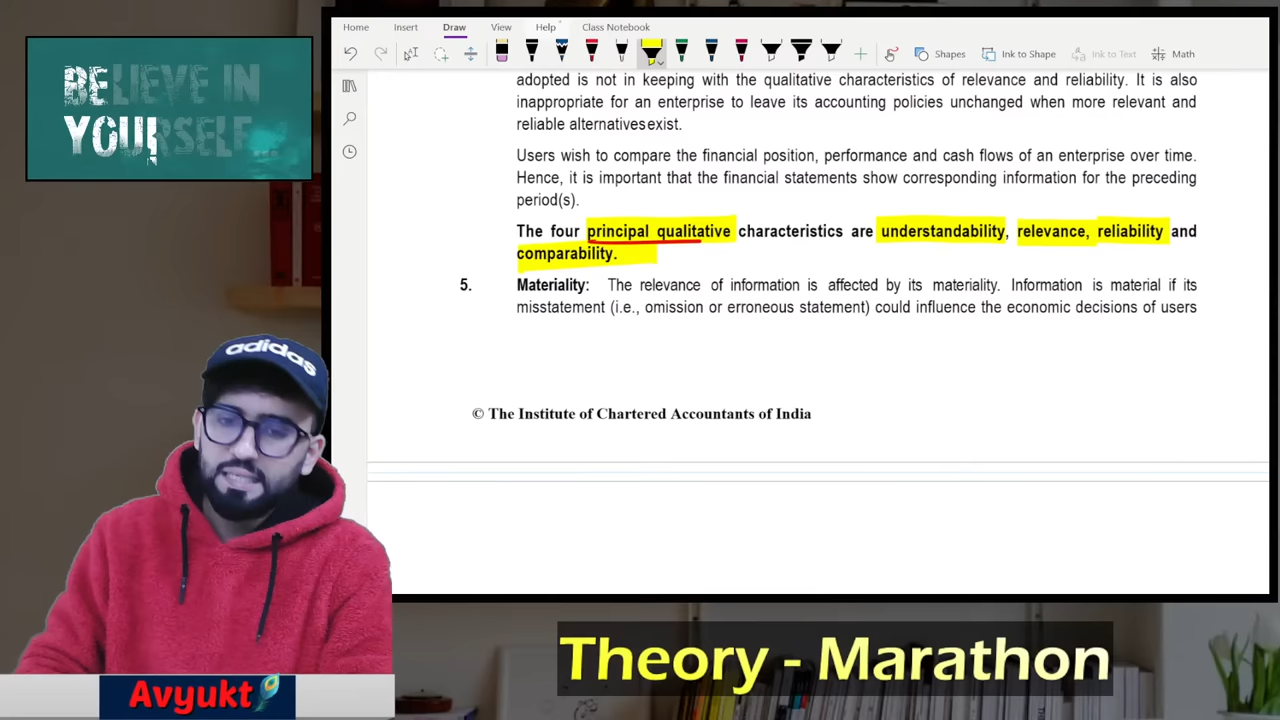 BELIEVE IN
YOURSELF...
Home Insert Draw View Help Class Notebook
Shapes Ink to Shape Ink to Text Math
adopted is not in keeping with the qualitative characteristics of relevance and reliability. It is also
inappropriate for an enterprise to leave its accounting policies unchanged when more relevant and
reliable alternatives exist.
Users wish to compare the financial position, performance and cash flows of an enterprise over time.
Hence, it is important that the financial statements show corresponding information for the preceding
period(s).
The four principal qualitative characteristics are understandability, relevance, reliability and
comparability.
5. Materiality: The relevance of information is affected by its materiality. Information is material if its
misstatement (i.e., omission or erroneous statement) could influence the economic decisions of users
© The Institute of Chartered Accountants of India
adidas
Theory - Marathon
Avyukt